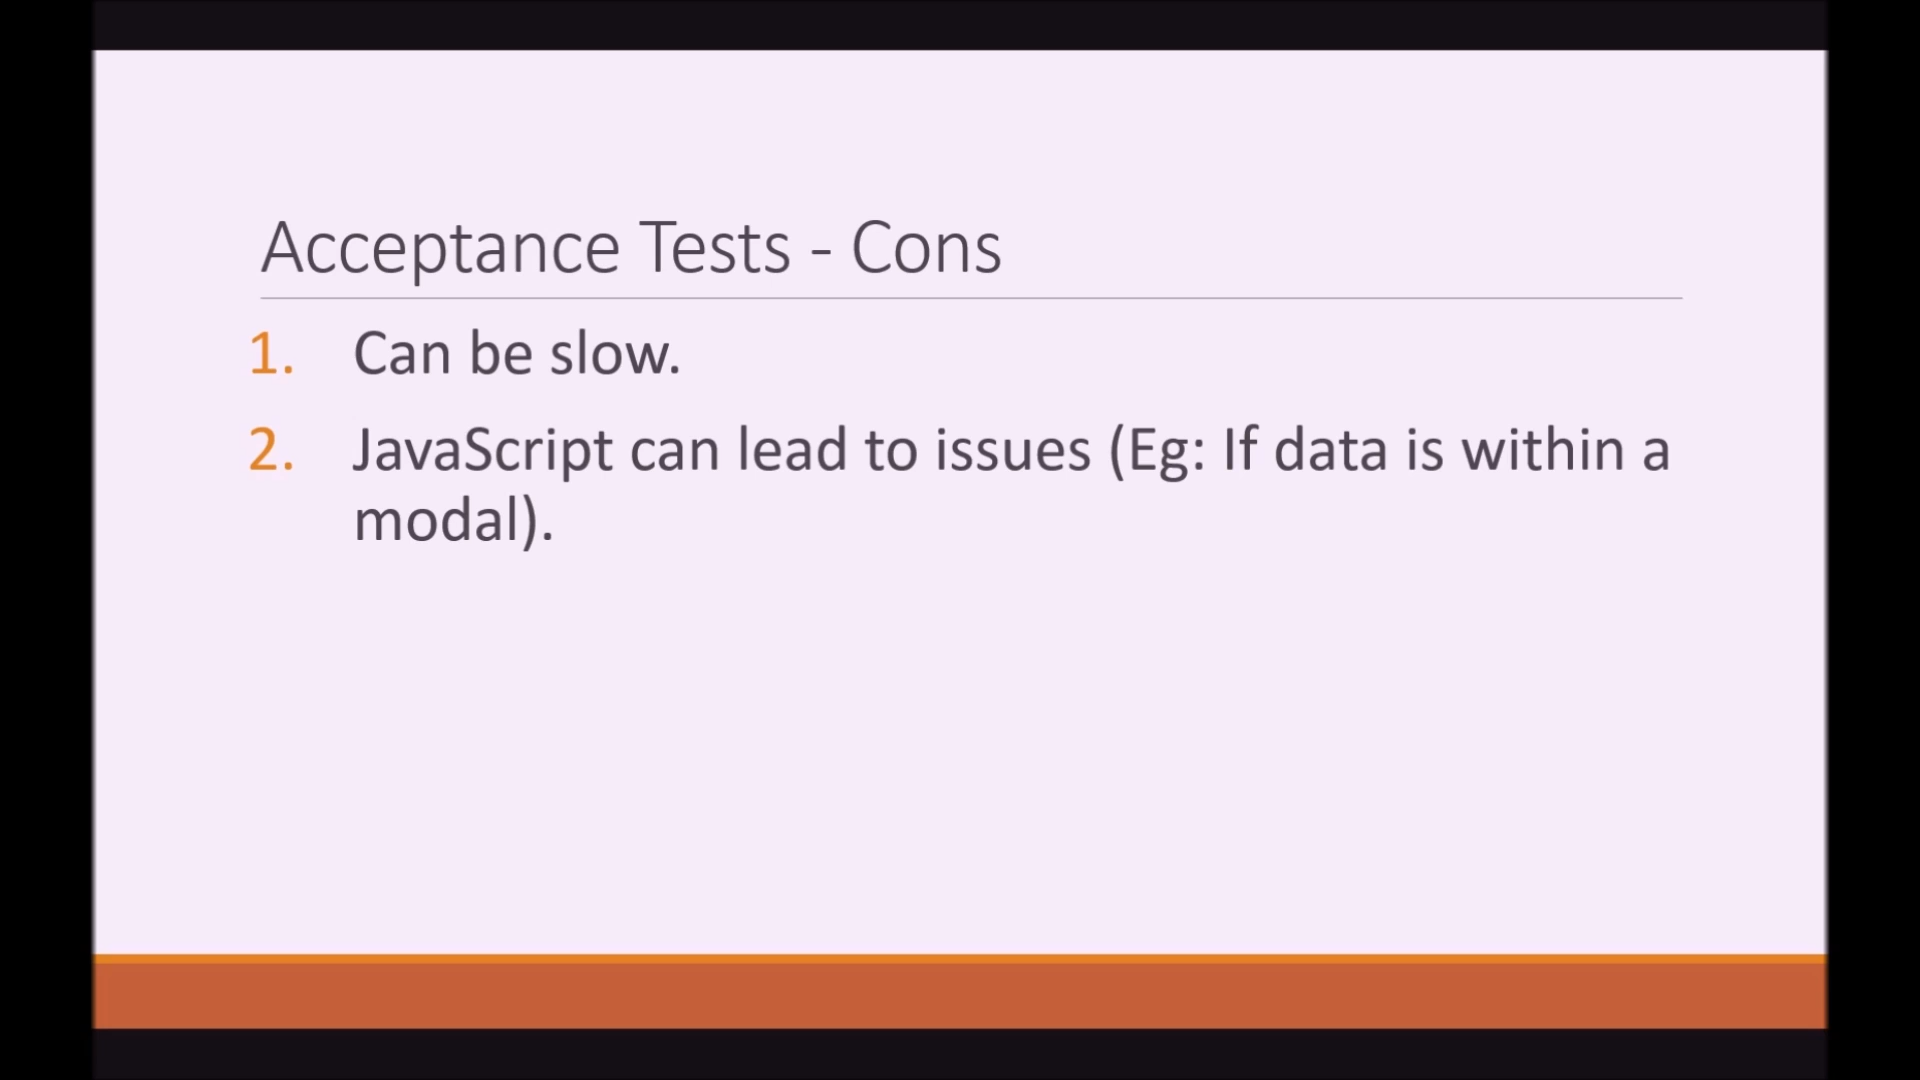 Acceptance Tests - Cons
1. Can be slow.
2. JavaScript can lead to issues (Eg: If data is within a
modal).